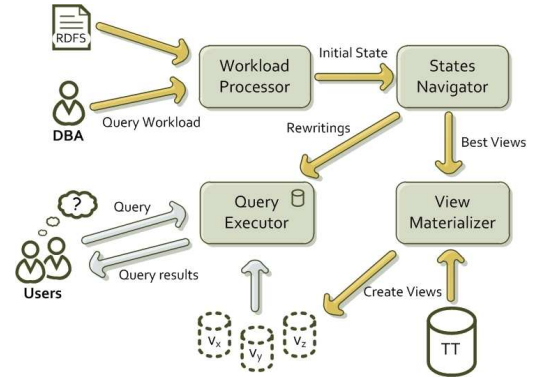 RDFS
Workload
Processor
Initial State
States
Navigator
DBA
Query Workload
Rewritings
Best Views
?
Query
Query
Executor
View
Materializer
Users
Query results
Create Views
Vx
Vy
Vz
TT